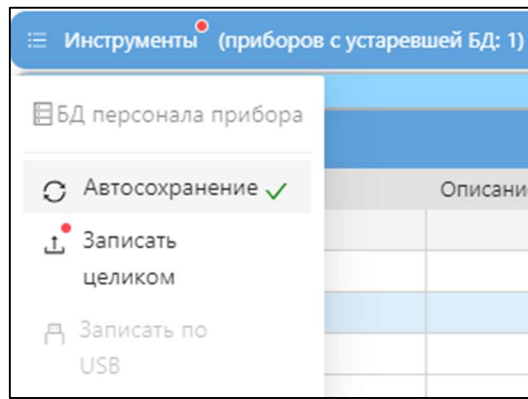 Инструменты (приборов с устаревшей БД: 1)
БД персонала прибора
Автосохранение
Описани
Записать
целиком
Записать по
USB